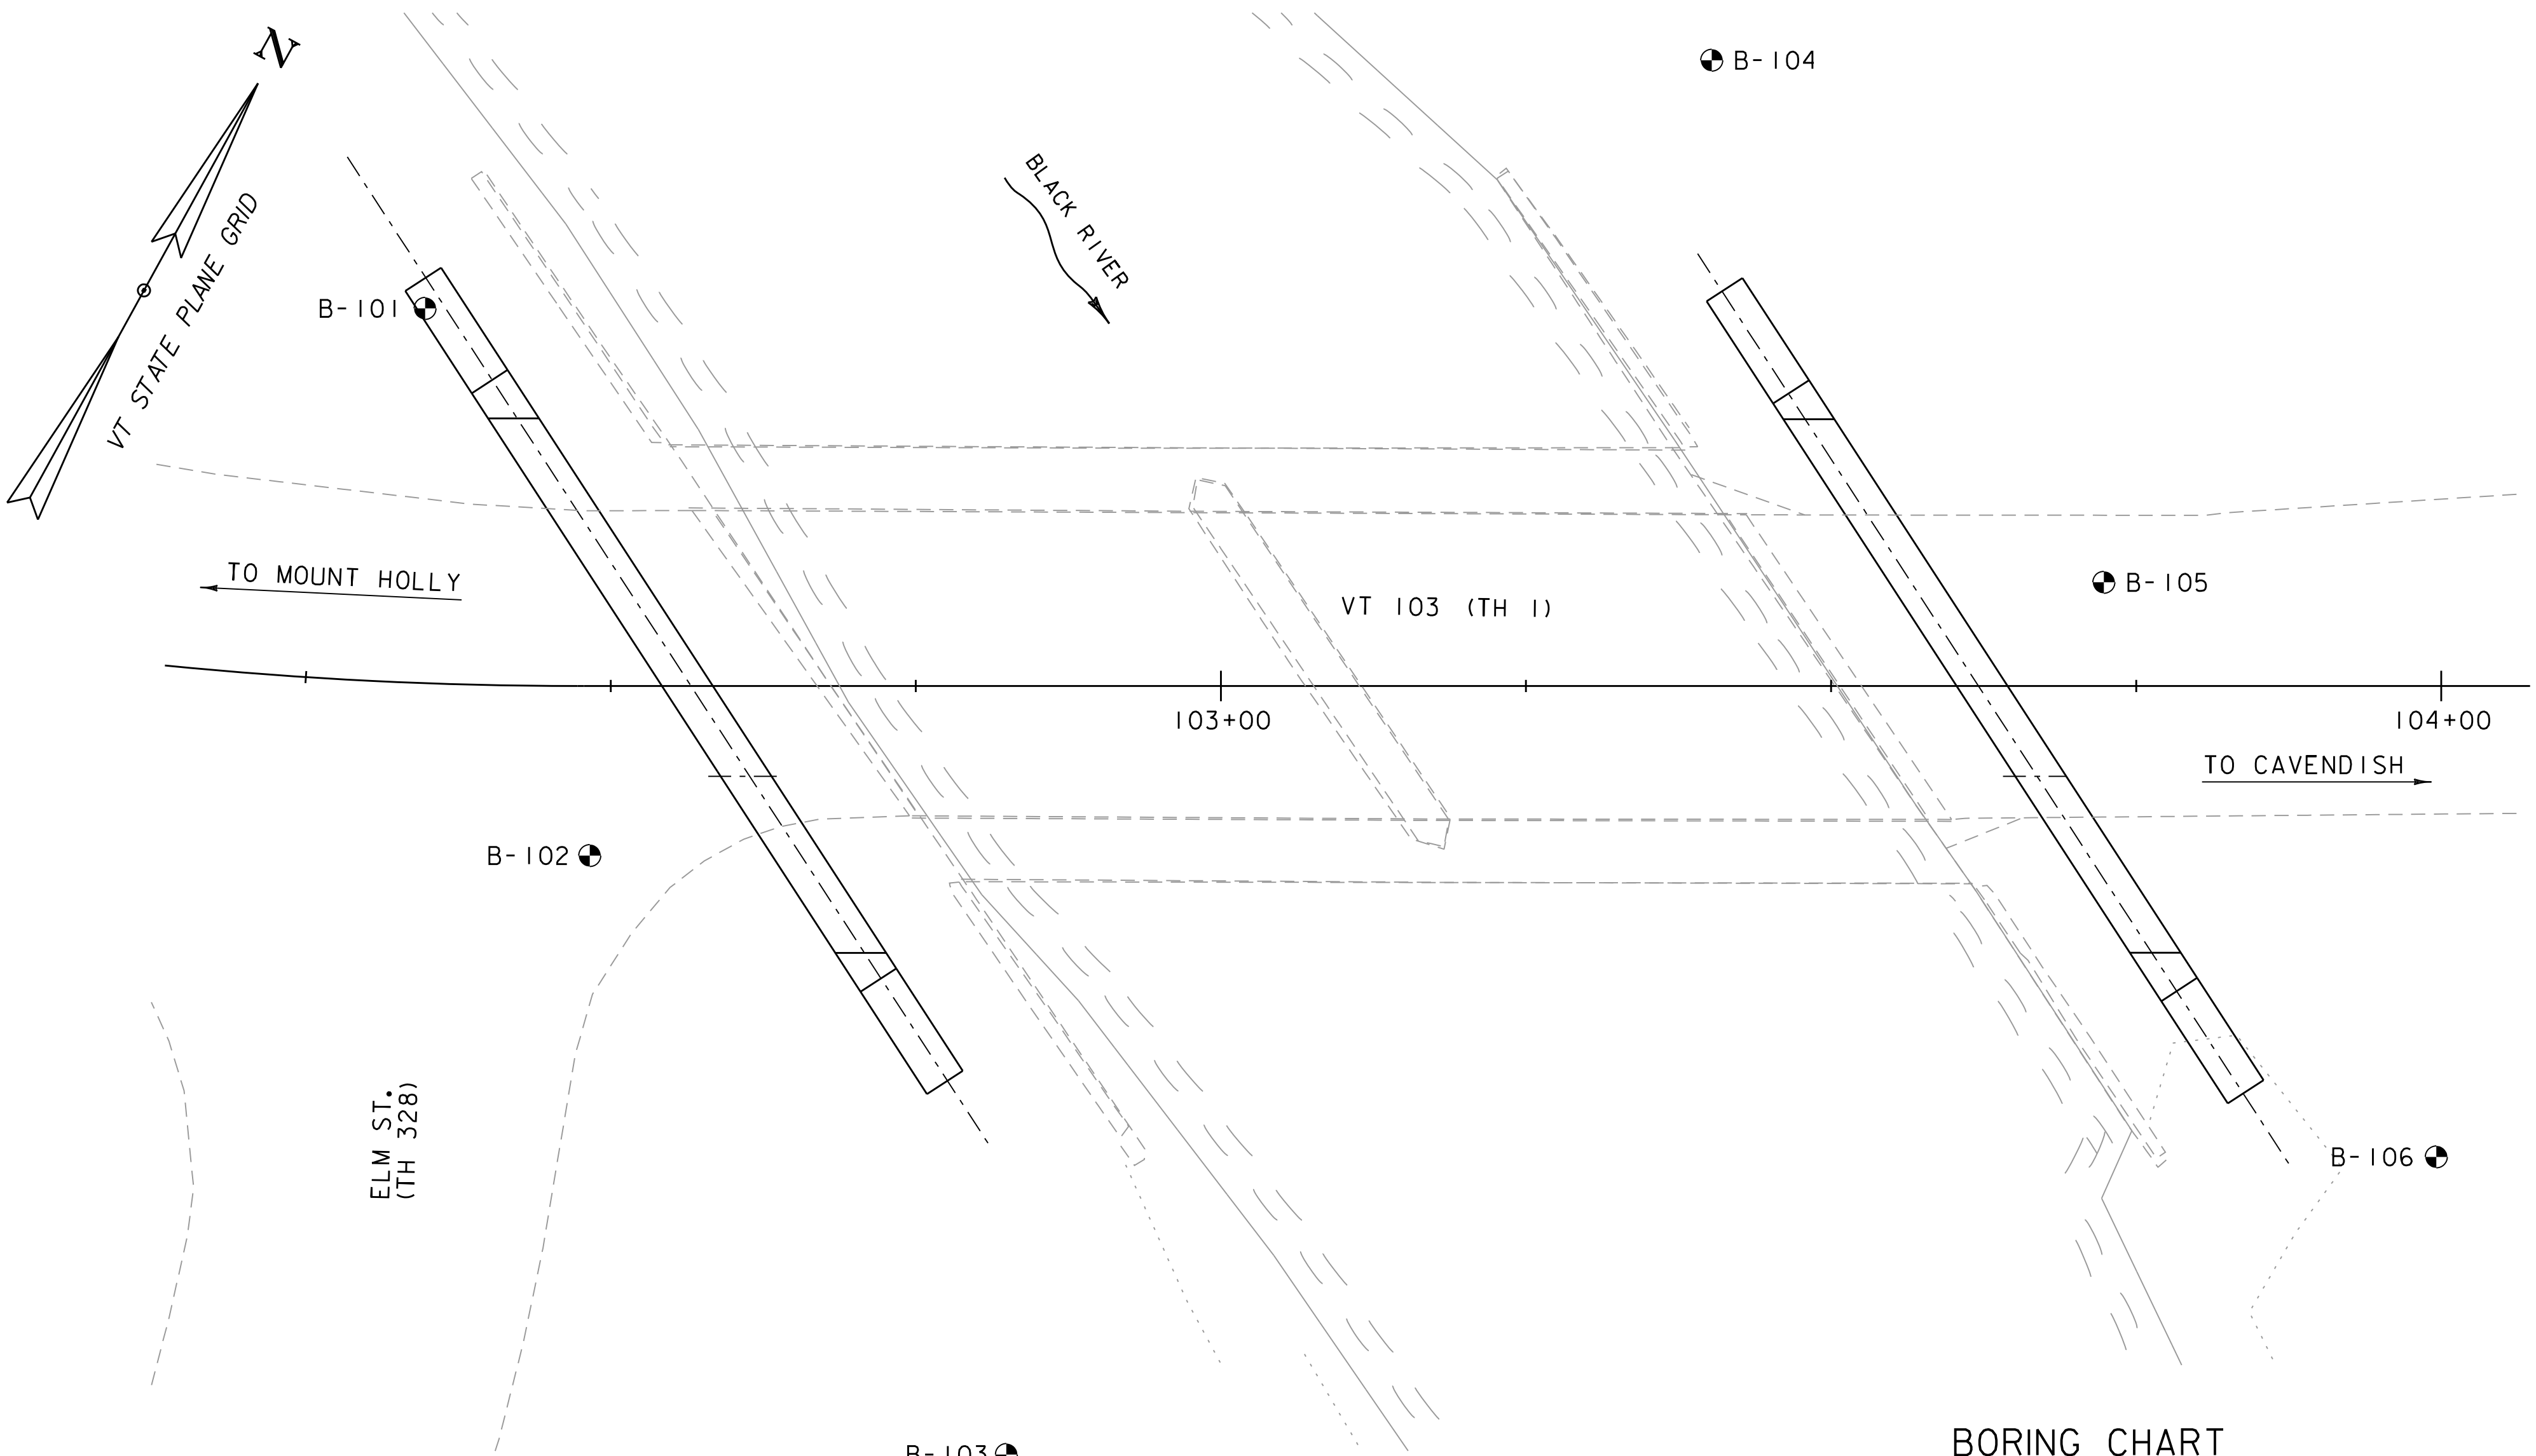 N
B-104
VT STATE PLANE GRID
BLACK RIVER
B-101
TO MOUNT HOLLY
VT 103 (TH 1)
B-105
103+00
104+00
TO CAVENDISH
B-102
ELM ST.
(TH 328)
B-106
B-103
BORING CHART